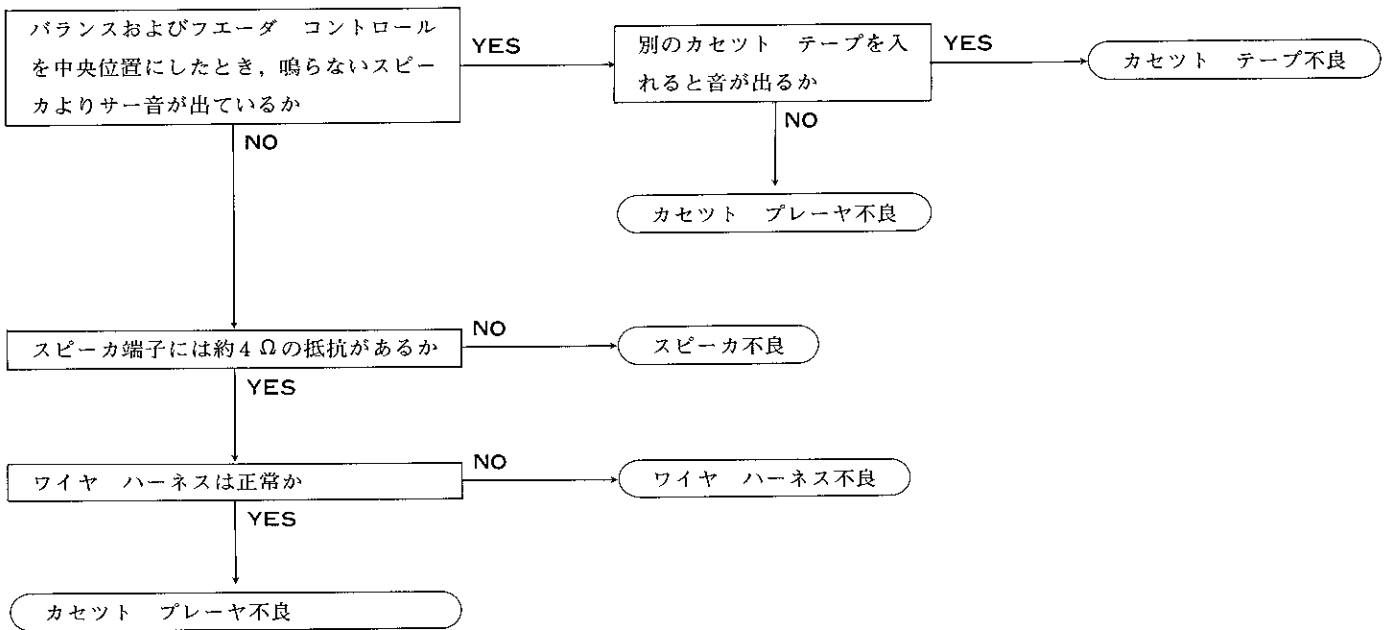 バランスおよびフエーダ　コントロール
を中央位置にしたとき，鳴らないスピー
カよりサー音が出ているか
YES
別のカセツト　テープを入
れると音が出るか
YES
カセツト　テープ不良
NO
NO
カセツト　プレーヤ不良
スピーカ端子には約4Ωの抵抗があるか
NO
スピーカ不良
YES
ワイヤ　ハーネスは正常か
NO
ワイヤ　ハーネス不良
YES
カセツト　プレーヤ不良